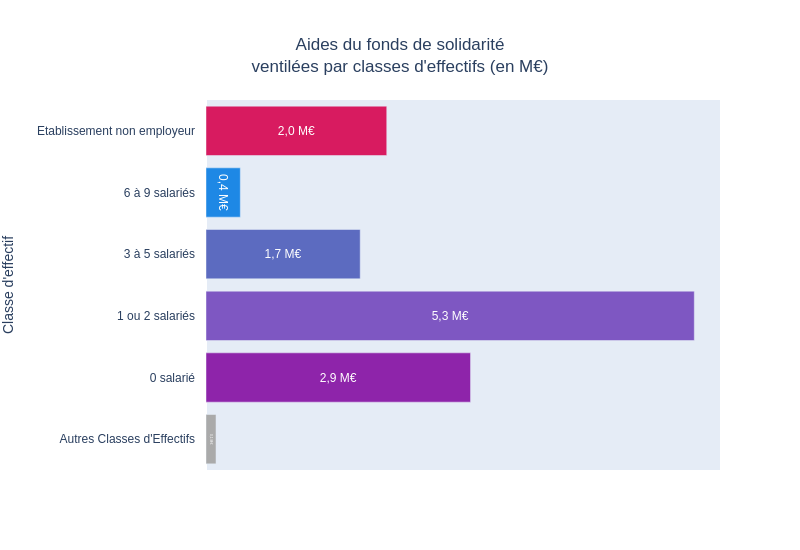 Aides du fonds de solidarité
ventilées par classes d'effectifs (en M€)
Classe d'effectif
Etablissement non employeur
2,0 M€
6 à 9 salariés
0,4 M€
3 à 5 salariés
1,7 M€
1 ou 2 salariés
5,3 M€
0 salarié
2,9 M€
Autres Classes d'Effectifs